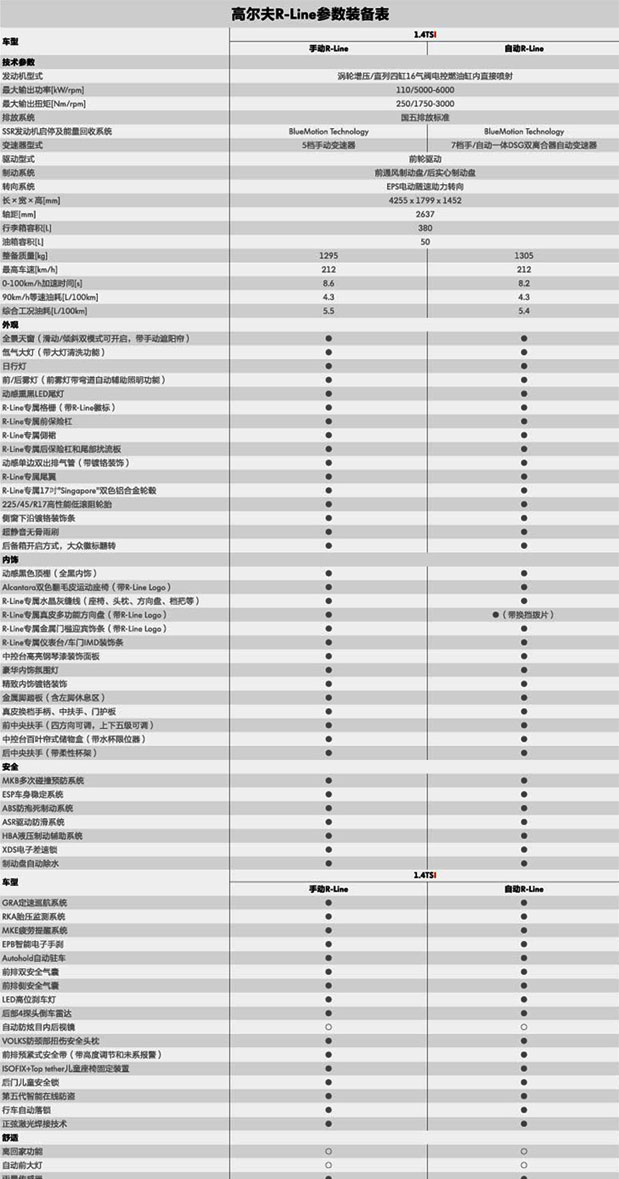 高尔夫R-Line参数装备表
车型 1.4TSI
手动R-Line 自动R-Line
技术参数
发动机型式 涡轮增压/直列四缸16气阀电控燃油缸内直接喷射
最大输出功率[kW/rpm] 110/5000-6000
最大输出扭矩[Nm/rpm] 250/1750-3000
排放系统 国五排放标准
SSR发动机启停及能量回收系统 BlueMotion Technology BlueMotion Technology
变速器型式 5档手动变速器 7档手/自动一体DSG双离合器自动变速器
驱动型式 前轮驱动
制动系统 前通风制动盘/后实心制动盘
转向系统 EPS电动随速助力转向
长×宽×高[mm] 4255 x 1799 x 1452
轴距[mm] 2637
行李箱容积[L] 380
油箱容积[L] 50
整备质量[kg] 1295 1305
最高车速[km/h] 212 212
0-100km/h加速时间[s] 8.6 8.2
90km/h等速油耗[L/100km] 4.3 4.3
综合工况油耗[L/100km] 5.5 5.4
外观
全景天窗（滑动/倾斜双模式可开启，带手动遮阳帘） ● ●
氙气大灯（带大灯清洗功能） ● ●
日行灯 ● ●
前/后雾灯（前雾灯带弯道自动辅助照明功能） ● ●
动感熏黑LED尾灯 ● ●
R-Line专属格栅（带R-Line徽标） ● ●
R-Line专属前保险杠 ● ●
R-Line专属侧裙 ● ●
R-Line专属后保险杠和尾部扰流板 ● ●
动感单边双出排气管（带镀铬装饰） ● ●
R-Line专属尾翼 ● ●
R-Line专属17吋"Singapore"双色铝合金轮毂 ● ●
225/45/R17高性能低滚阻轮胎 ● ●
侧窗下沿镀铬装饰条 ● ●
超静音无骨雨刷 ● ●
后备箱开启方式，大众徽标翻转 ● ●
内饰
动感黑色顶棚（全黑内饰） ● ●
Alcantara双色翻毛皮运动座椅（带R-Line Logo） ● ●
R-Line专属水晶灰缝线（座椅、头枕、方向盘、档把等） ● ●
R-Line专属真皮多功能方向盘（带R-Line Logo） ● ●（带换挡拨片）
R-Line专属金属门槛迎宾饰条（带R-Line Logo） ● ●
R-Line专属仪表台/车门IMD装饰条 ● ●
中控台高亮钢琴漆装饰面板 ● ●
豪华内饰氛围灯 ● ●
精致内饰镀铬装饰 ● ●
金属脚踏板（含左脚休息区） ● ●
真皮换档手柄、中扶手、门护板 ● ●
前中央扶手（四方向可调，上下五级可调） ● ●
中控台百叶帘式储物盒（带水杯限位器） ● ●
后中央扶手（带柔性杯架） ● ●
安全
MKB多次碰撞预防系统 ● ●
ESP车身稳定系统 ● ●
ABS防抱死制动系统 ● ●
ASR驱动防滑系统 ● ●
HBA液压制动辅助系统 ● ●
XDS电子差速锁 ● ●
制动盘自动除水 ● ●
车型 1.4TSI
手动R-Line 自动R-Line
GRA定速巡航系统 ● ●
RKA胎压监测系统 ● ●
MKE疲劳提醒系统 ● ●
EPB智能电子手刹 ● ●
Autohold自动驻车 ● ●
前排双安全气囊 ● ●
前排侧安全气囊 ● ●
LED高位刹车灯 ● ●
后部4探头倒车雷达 ● ●
自动防炫目内后视镜 ○ ○
VOLKS防颈部扭伤安全头枕 ● ●
前排预紧式安全带（带高度调节和未系报警） ● ●
ISOFIX+Top tether儿童座椅固定装置 ● ●
后门儿童安全锁 ● ●
第五代智能在线防盗 ● ●
行车自动落锁 ● ●
正弦激光焊接技术 ● ●
舒适
离回家功能 ○ ○
自动前大灯 ○ ○